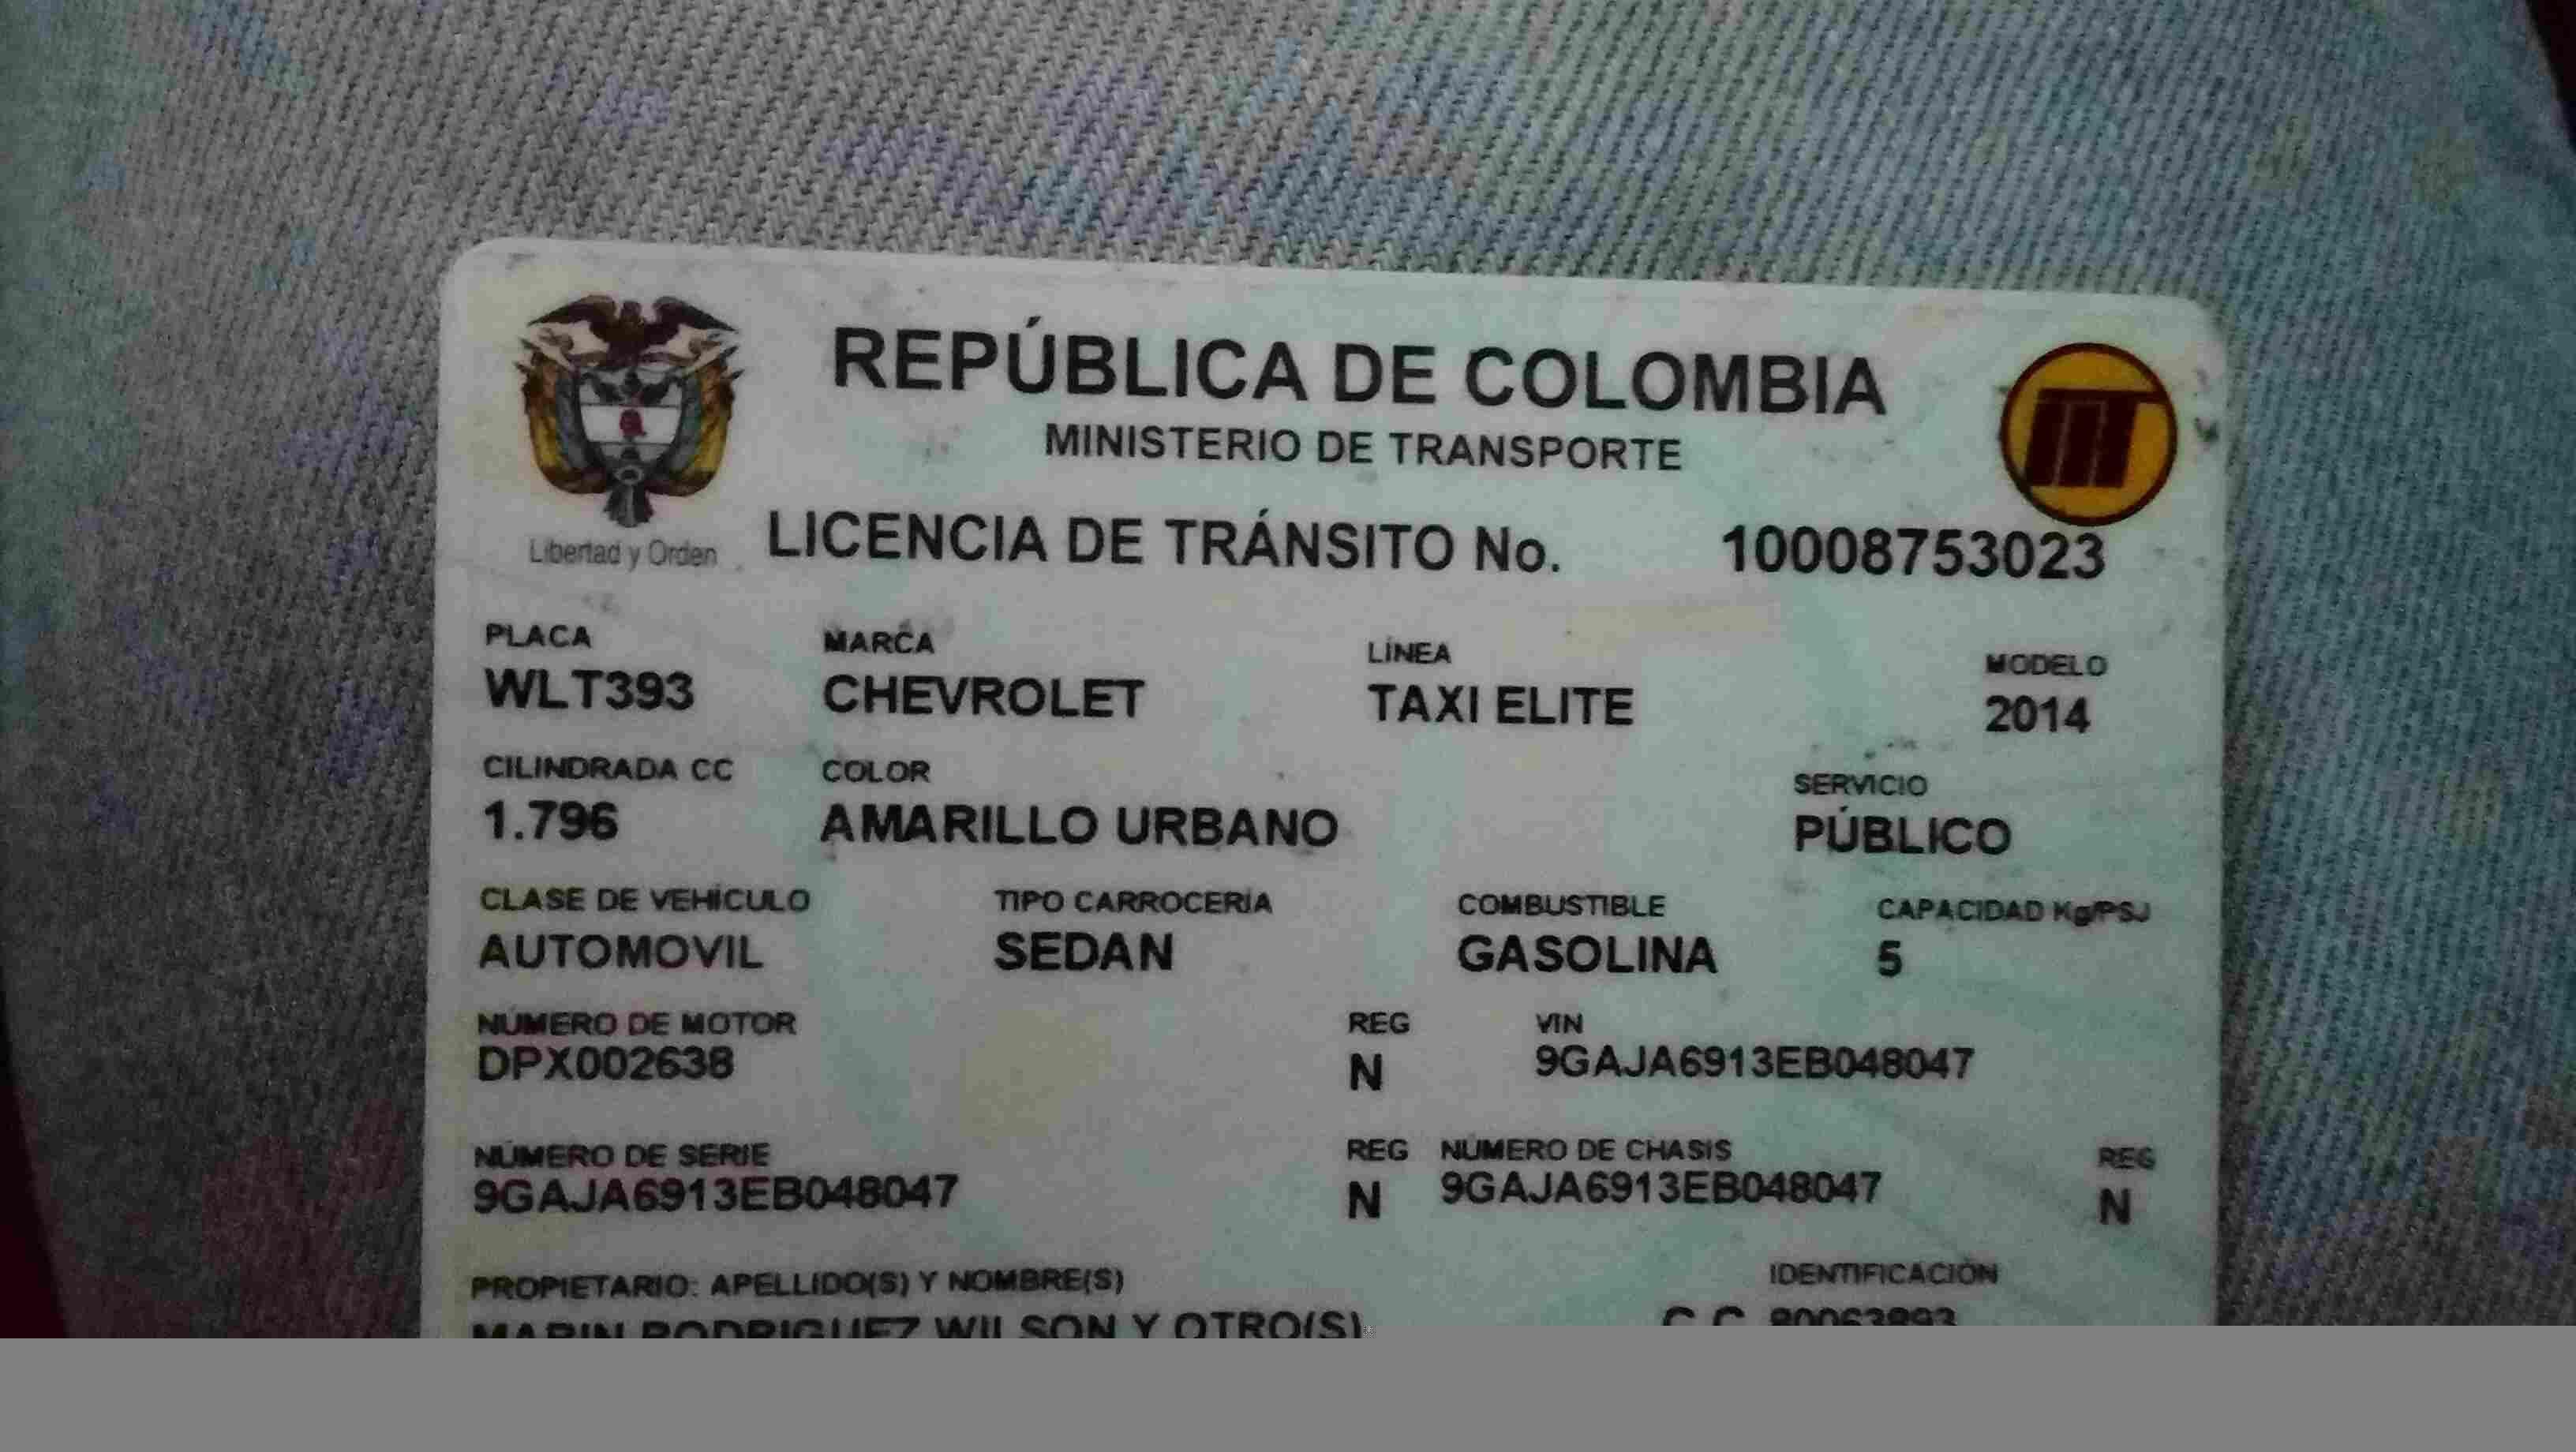 REPÚBLICA DE COLOMBIA
MINISTERIO DE TRANSPORTE
Libertad y Orden
LICENCIA DE TRÁNSITO No. 10008753023
PLACA MARCA LÍNEA MODELO
WLT393 CHEVROLET TAXI ELITE 2014
CILINDRADA CC COLOR SERVICIO
1.796 AMARILLO URBANO PÚBLICO
CLASE DE VEHÍCULO TIPO CARROCERÍA COMBUSTIBLE CAPACIDAD Kg/PSJ
AUTOMOVIL SEDAN GASOLINA 5
NÚMERO DE MOTOR REG VIN
DPX002638 N 9GAJA6913EB048047
NÚMERO DE SERIE REG NÚMERO DE CHASIS REG
9GAJA6913EB048047 N 9GAJA6913EB048047 N
PROPIETARIO: APELLIDO(S) Y NOMBRE(S) IDENTIFICACIÓN
MARIN RODRIGUEZ WILSON Y OTRO(S) C.C.